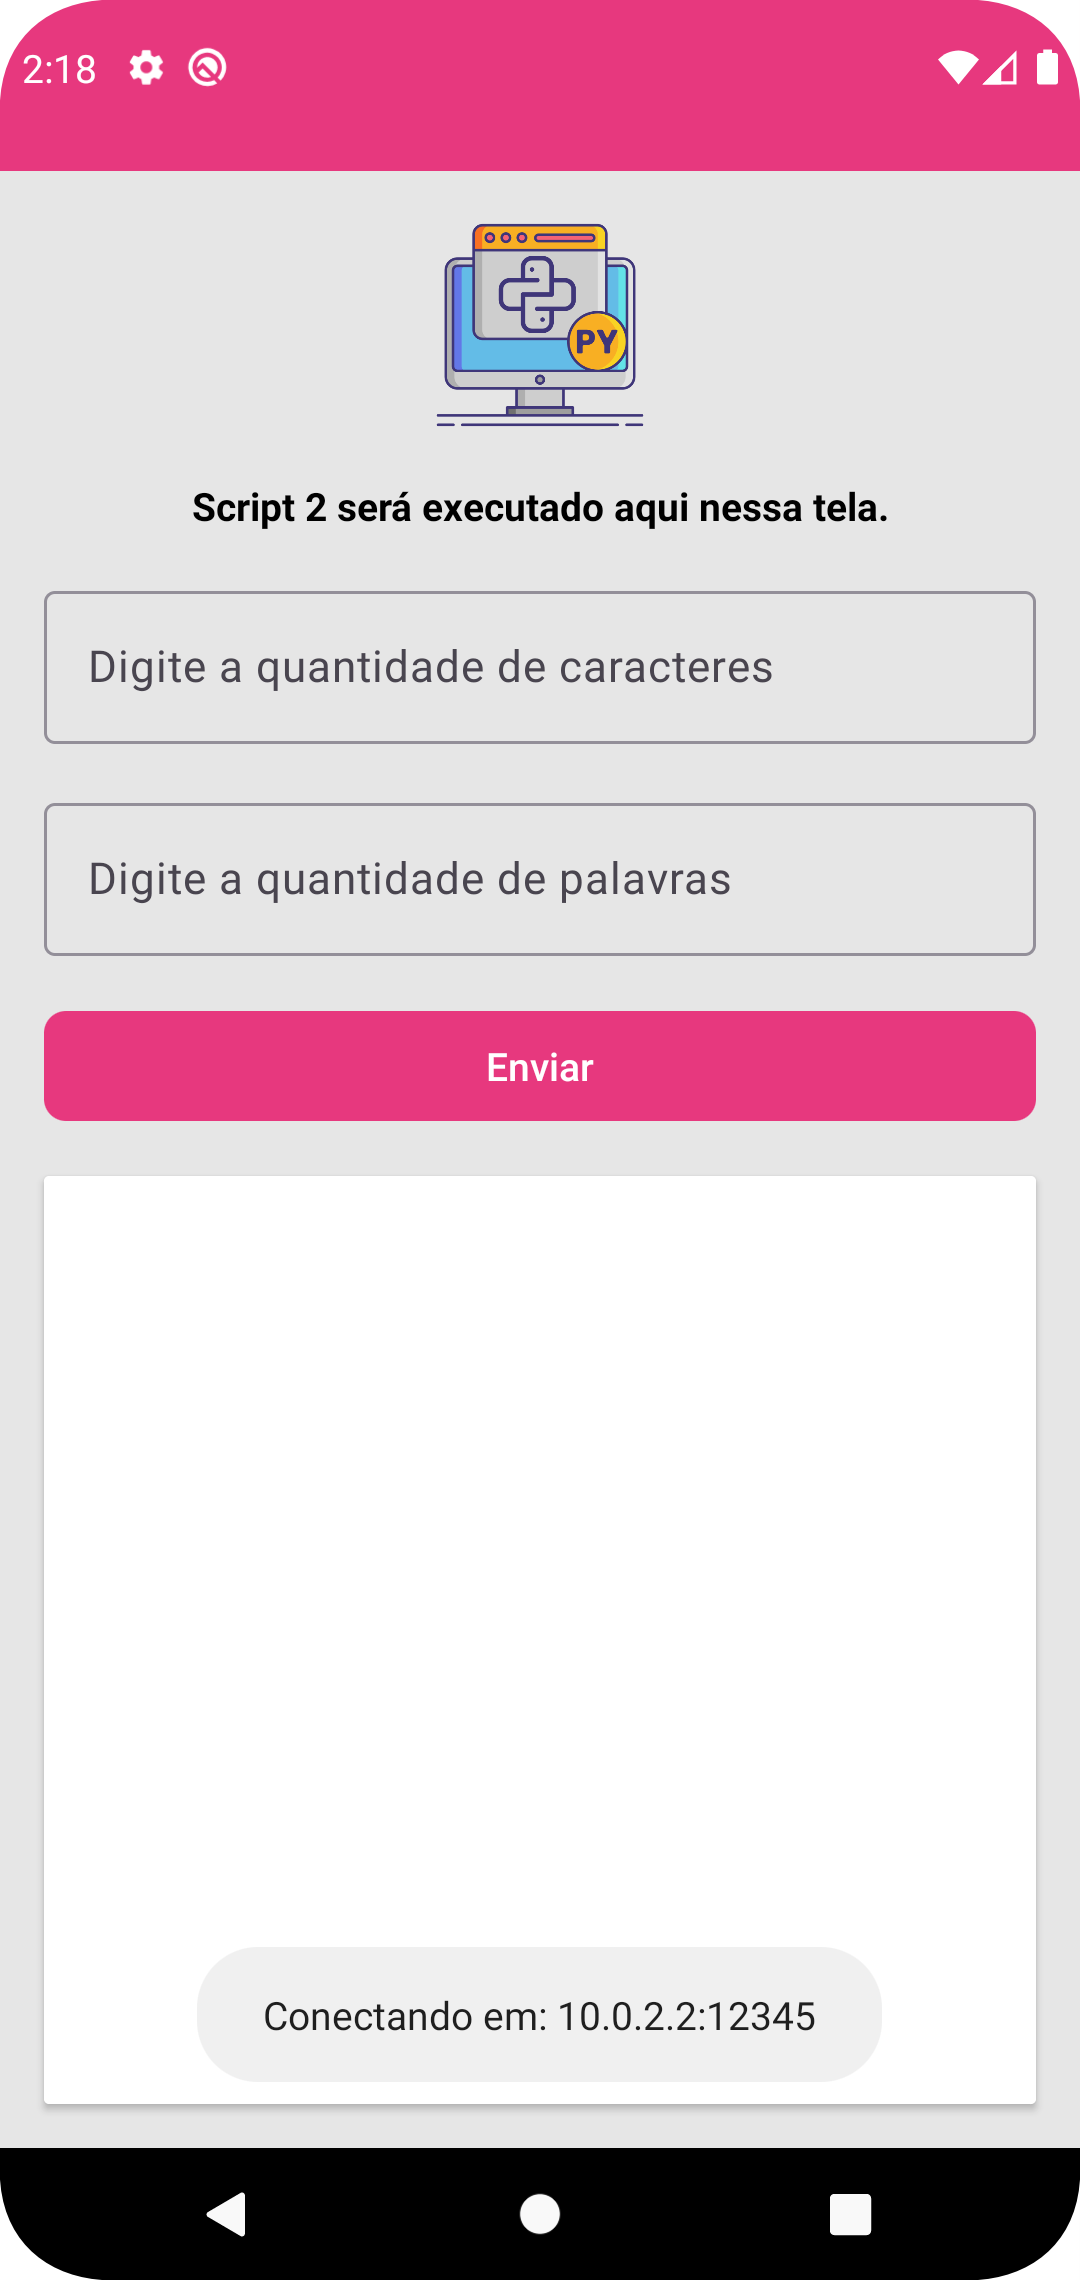 2:18
PY
Script 2 será executado aqui nessa tela.
Digite a quantidade de caracteres
Digite a quantidade de palavras
Enviar
Conectando em: 10.0.2.2:12345